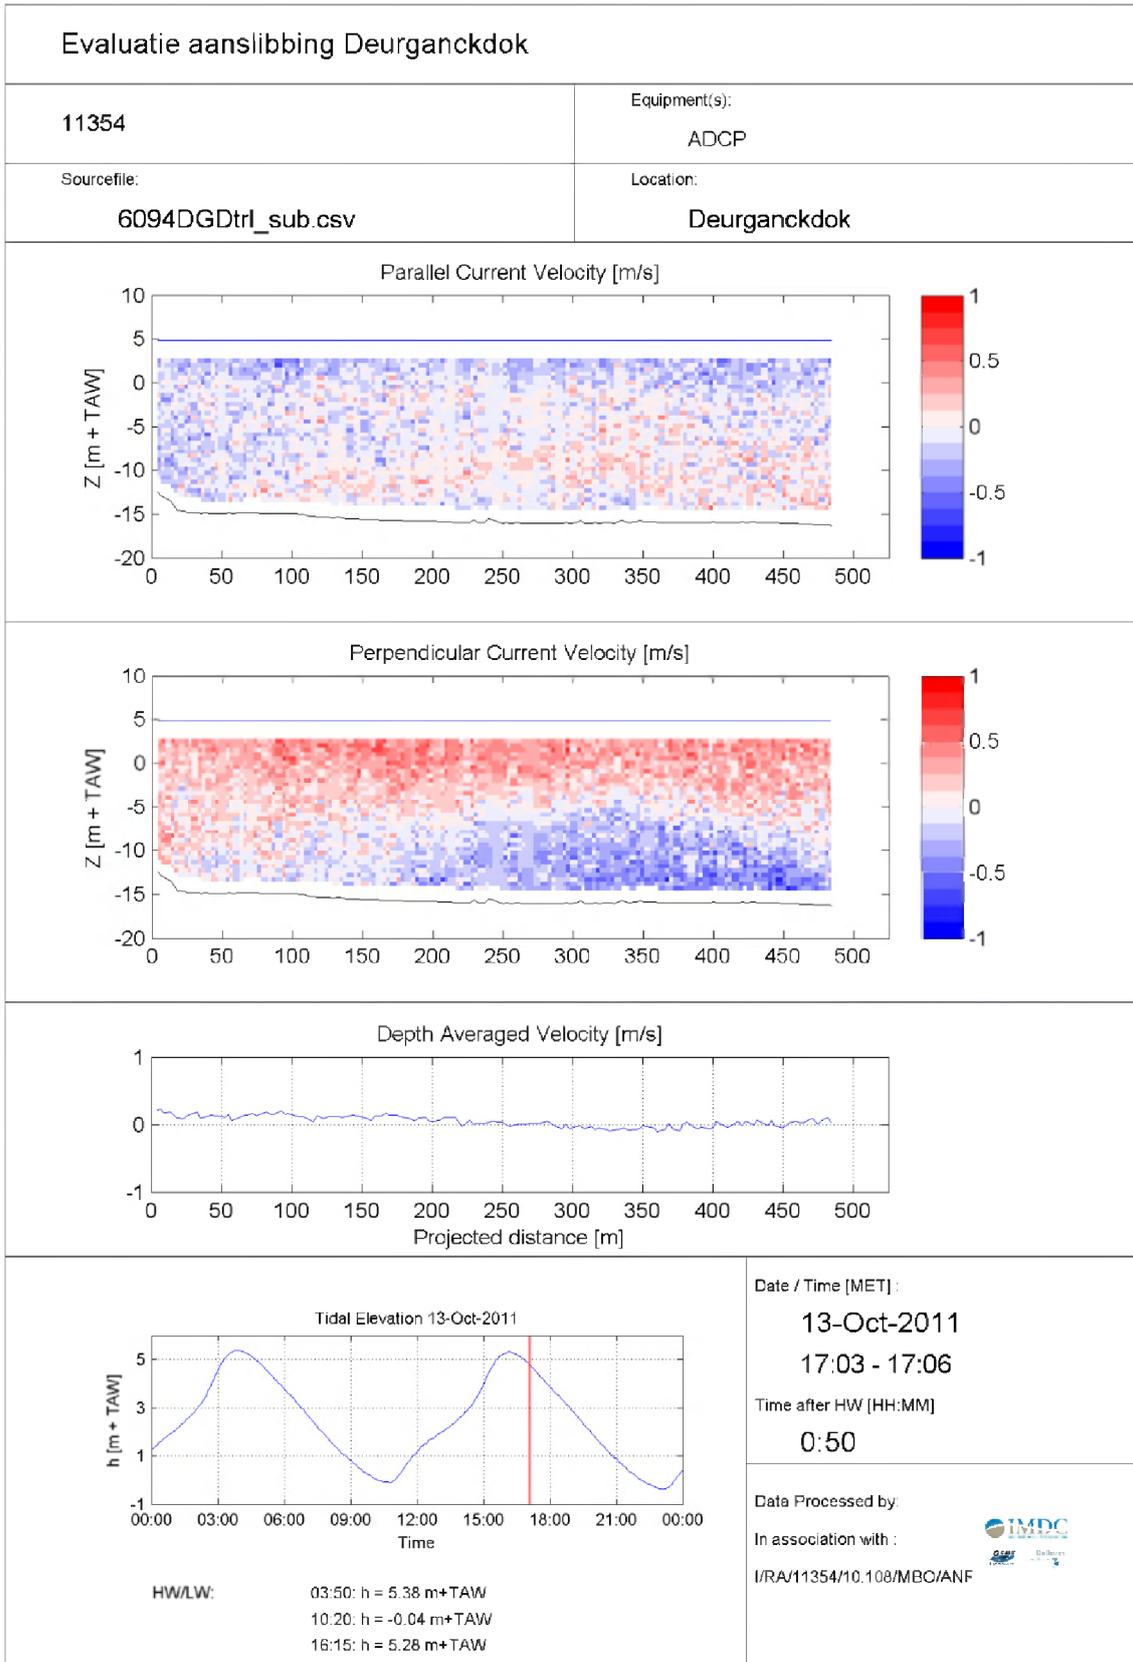 Evaluatie aanslibbing Deurganckdok
11354
Equipment(s):
ADCP
Sourcefile:
6094DGDtrl_sub.csv
Location:
Deurganckdok
Parallel Current Velocity [m/s]
10
5
0
-5
-10
-15
-20
Z [m + TAW]
0 50 100 150 200 250 300 350 400 450 500
1
0.5
0
-0.5
-1
Perpendicular Current Velocity [m/s]
10
5
0
-5
-10
-15
-20
Z [m + TAW]
0 50 100 150 200 250 300 350 400 450 500
1
0.5
0
-0.5
-1
Depth Averaged Velocity [m/s]
1
0
-1
0 50 100 150 200 250 300 350 400 450 500
Projected distance [m]
Tidal Elevation 13-Oct-2011
5
3
1
-1
h [m + TAW]
00:00 03:00 06:00 09:00 12:00 15:00 18:00 21:00 00:00
Time
HW/LW:
03:50: h = 5.38 m+TAW
10:20: h = -0.04 m+TAW
16:15: h = 5.28 m+TAW
Date / Time [MET] :
13-Oct-2011
17:03 - 17:06
Time after HW [HH:MM]
0:50
Data Processed by:
IMDC
In association with :
I/RA/11354/10.108/MBO/ANF